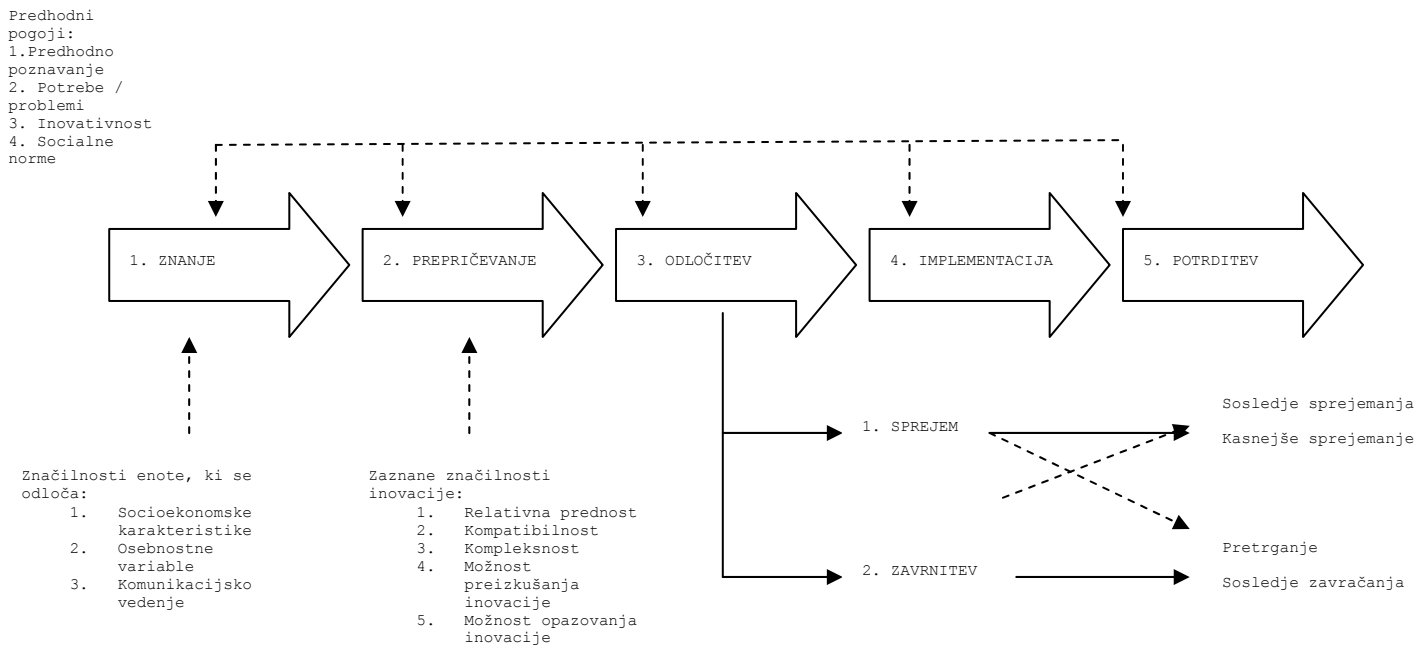 Predhodni
pogoji:
1.Predhodno
poznavanje
2. Potrebe /
problemi
3. Inovativnost
4. Socialne
norme
1. ZNANJE
2. PREPRIČEVANJE
3. ODLOČITEV
4. IMPLEMENTACIJA
5. POTRDITEV
Sosledje sprejemanja
1. SPREJEM
Kasnejše sprejemanje
Značilnosti enote, ki se
odloča:
1. Socioekonomske
karakteristike
2. Osebnostne
variable
3. Komunikacijsko
vedenje
Zaznane značilnosti
inovacije:
1. Relativna prednost
2. Kompatibilnost
3. Kompleksnost
4. Možnost
preizkušanja
inovacije
5. Možnost opazovanja
inovacije
Pretrganje
2. ZAVRNITEV
Sosledje zavračanja